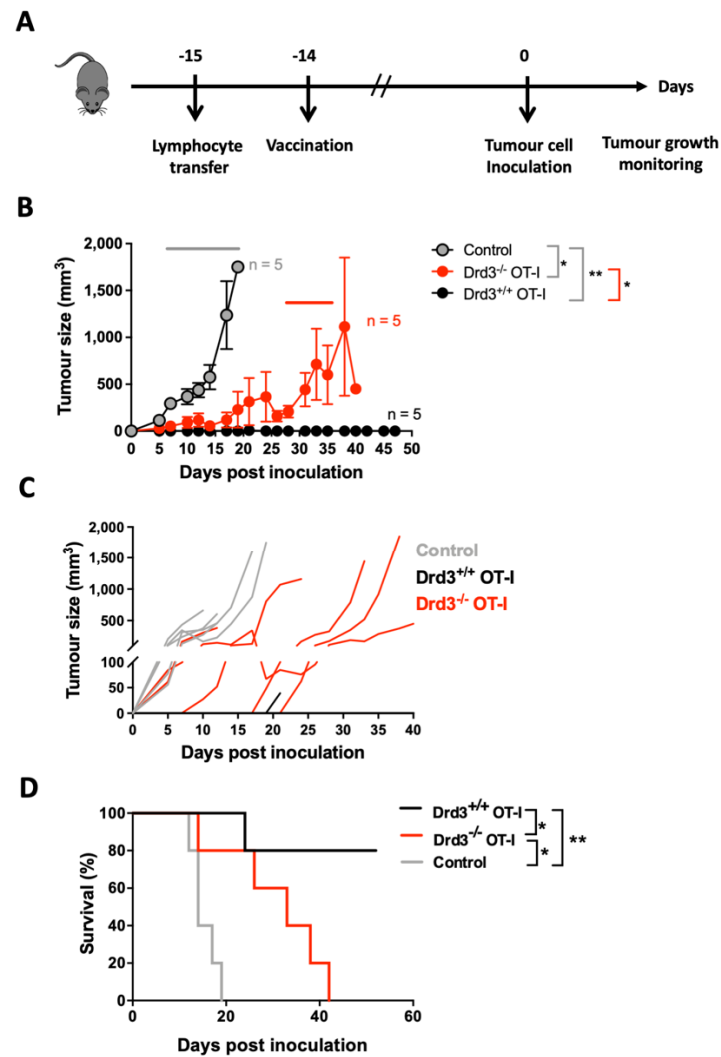 A
-15 -14 0
Days
Lymphocyte transfer
Vaccination
Tumour cell Inoculation
Tumour growth monitoring
B
Tumour size (mm³)
2,000
1,500
1,000
500
0
0 5 10 15 20 25 30 35 40 45 50
Days post inoculation
n = 5
n = 5
n = 5
Control
Drd3-/- OT-I
Drd3+/+ OT-I
*
**
*
C
Tumour size (mm³)
2,000
1,500
1,000
500
100
50
0
0 5 10 15 20 25 30 35 40
Days post inoculation
Control
Drd3+/+ OT-I
Drd3-/- OT-I
D
Survival (%)
100
80
60
40
20
0
0 20 40 60
Days post inoculation
Drd3+/+ OT-I
Drd3-/- OT-I
Control
*
*
**